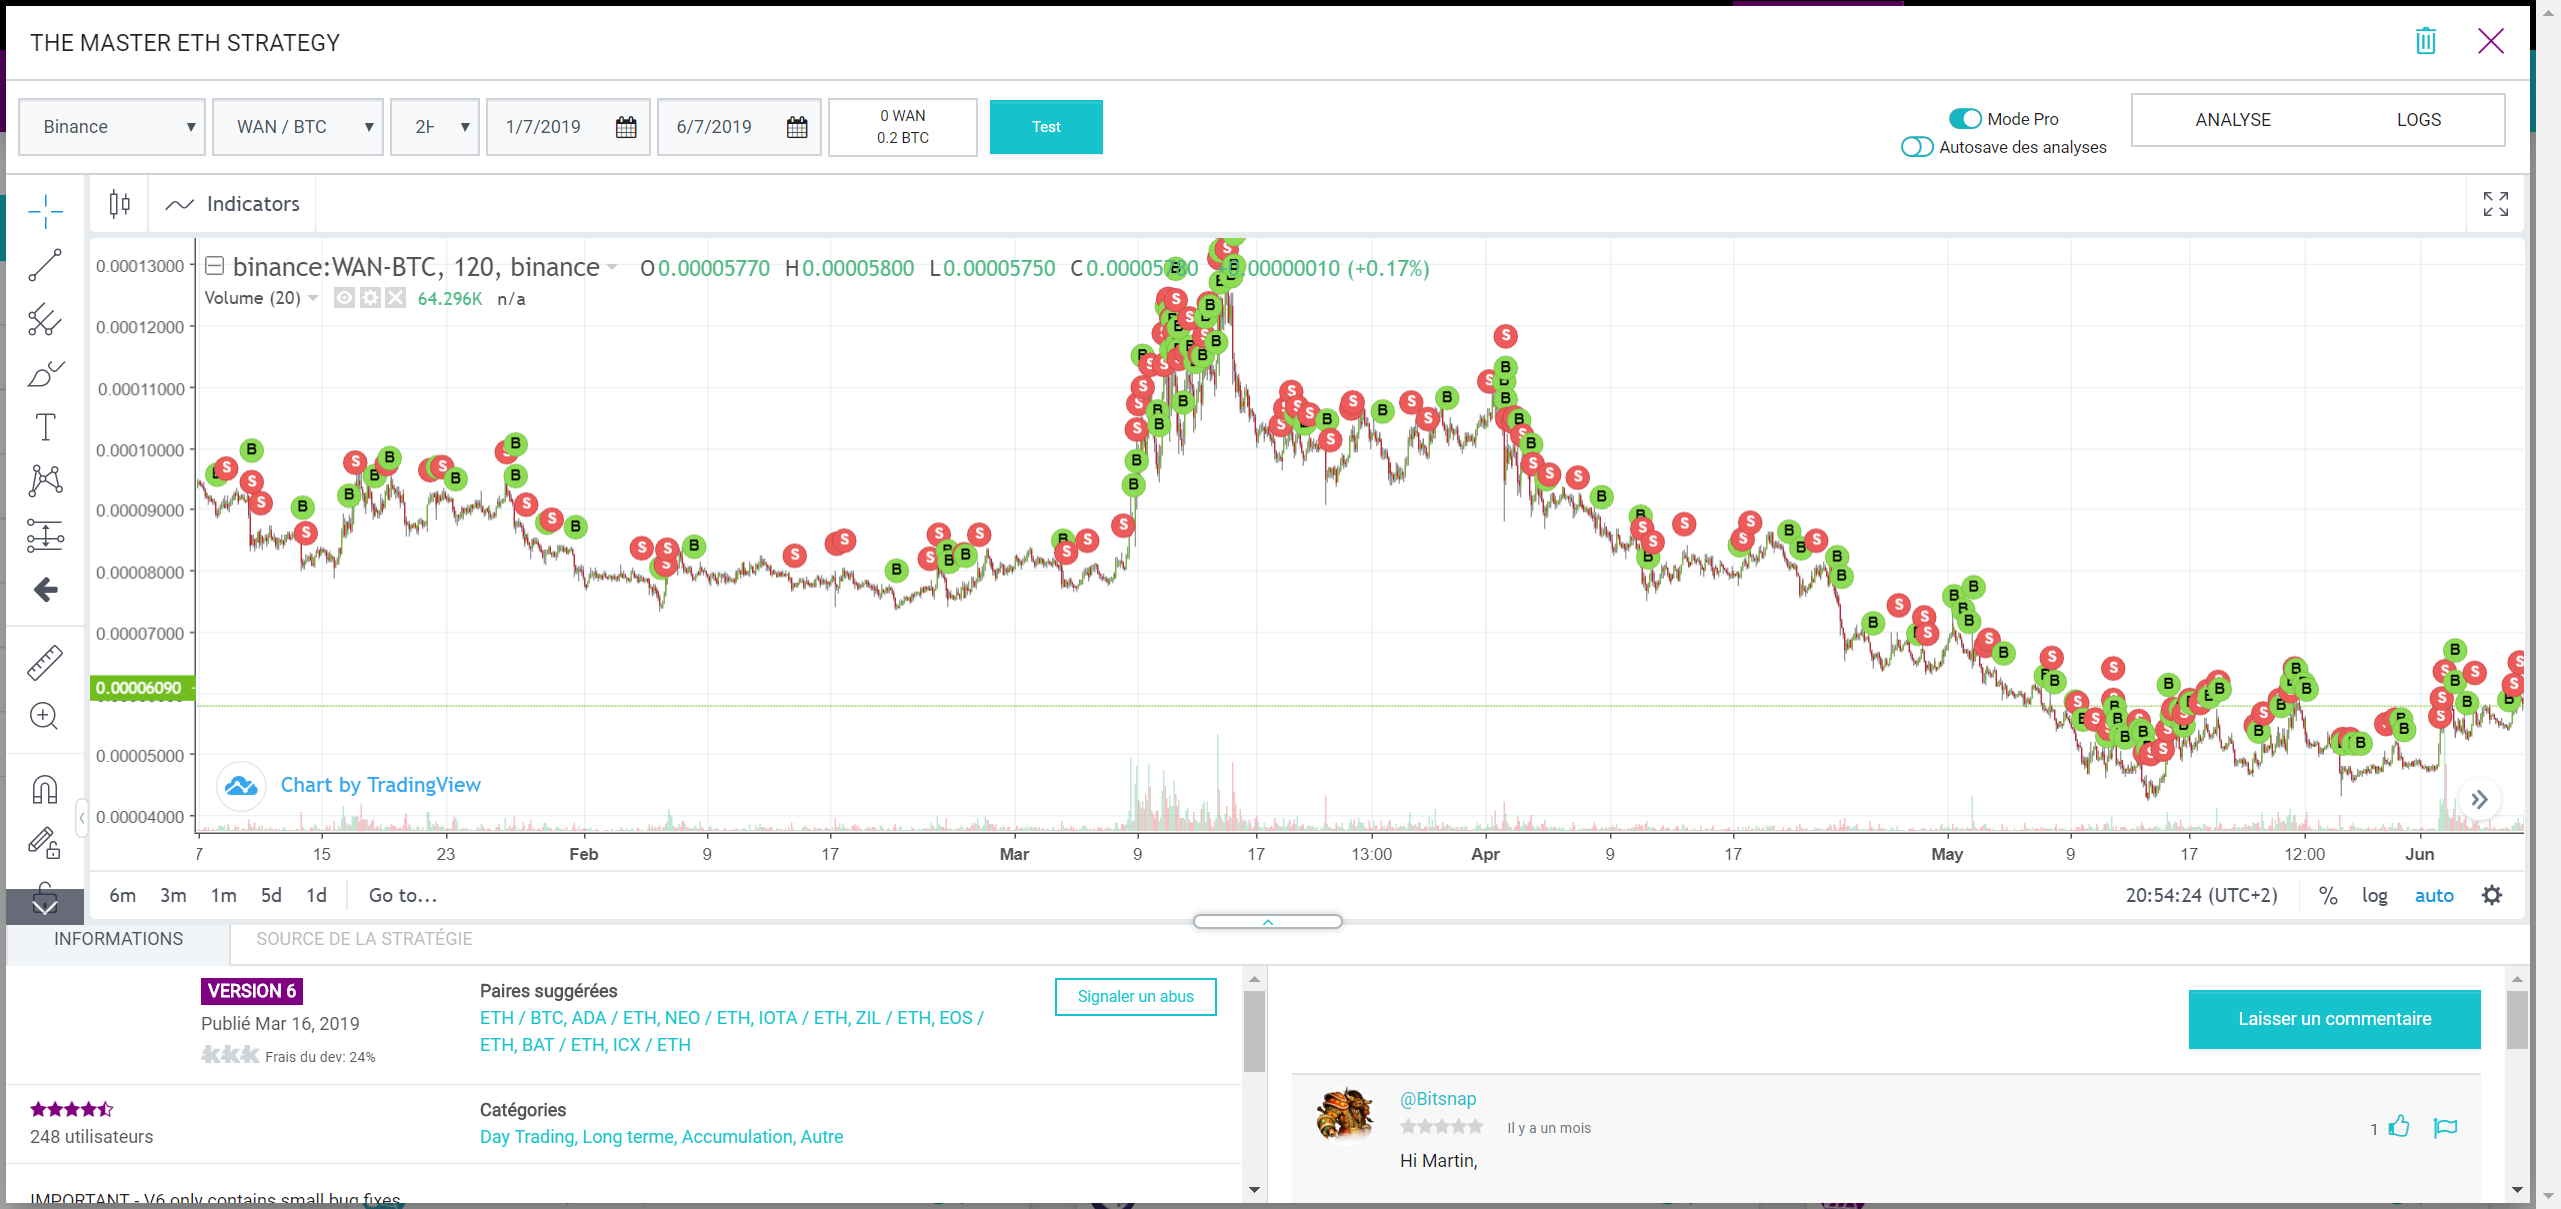 THE MASTER ETH STRATEGY
Binance
WAN / BTC
2H
1/7/2019
6/7/2019
0 WAN
0.2 BTC
Test
Mode Pro
Autosave des analyses
ANALYSE
LOGS
Indicators
binance:WAN-BTC, 120, binance
O0.00005770 H0.00005800 L0.00005750 (+0.17%)
Volume (20) 64.296K n/a
0.00013000
0.00012000
0.00011000
0.00010000
0.00009000
0.00008000
0.00007000
0.00006090
0.00005000
0.00004000
Chart by TradingView
7 15 23 Feb 9 17 Mar 9 17 13:00 Apr 9 17 May 9 17 12:00 Jun
6m 3m 1m 5d 1d Go to...
20:54:24 (UTC+2) % log auto
INFORMATIONS
SOURCE DE LA STRATÉGIE
VERSION 6
Publié Mar 16, 2019
Frais du dev: 24%
Paires suggérées
ETH / BTC, ADA / ETH, NEO / ETH, IOTA / ETH, ZIL / ETH, EOS /
ETH, BAT / ETH, ICX / ETH
Signaler un abus
248 utilisateurs
Catégories
Day Trading, Long terme, Accumulation, Autre
IMPORTANT - V6 only contains small bug fixes
Laisser un commentaire
@Bitsnap
Il y a un mois
1
Hi Martin,